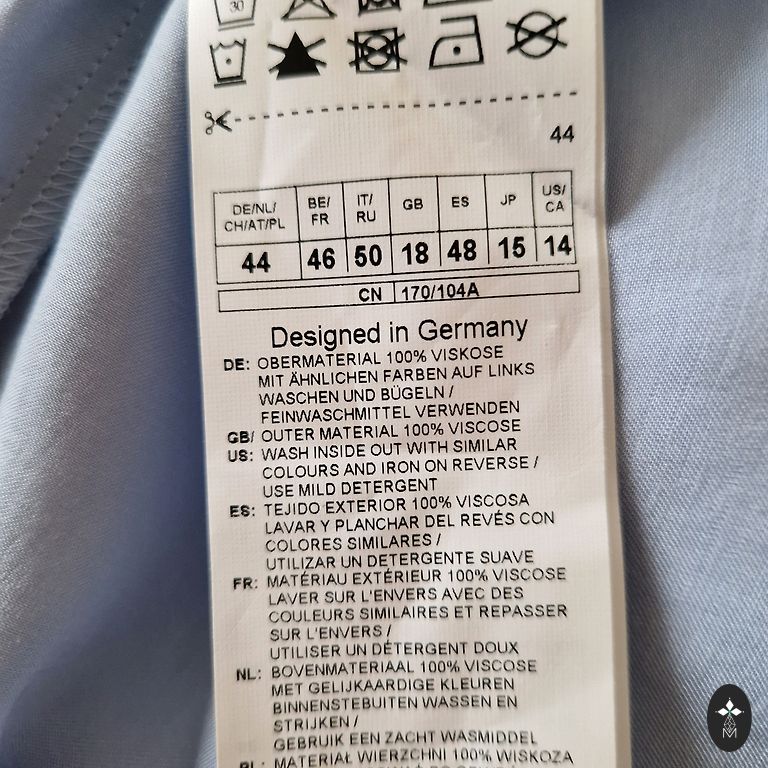 30
44
DE/NL/ CH/AT/PL BE/ FR IT/ RU GB ES JP US/ CA
44 46 50 18 48 15 14
CN 170/104A
Designed in Germany
DE: OBERMATERIAL 100% VISKOSE
MIT ÄHNLICHEN FARBEN AUF LINKS
WASCHEN UND BÜGELN /
FEINWASCHMITTEL VERWENDEN
GB/ OUTER MATERIAL 100% VISCOSE
US: WASH INSIDE OUT WITH SIMILAR
COLOURS AND IRON ON REVERSE /
USE MILD DETERGENT
ES: TEJIDO EXTERIOR 100% VISCOSA
LAVAR Y PLANCHAR DEL REVÉS CON
COLORES SIMILARES /
UTILIZAR UN DETERGENTE SUAVE
FR: MATÉRIAU EXTÉRIEUR 100% VISCOSE
LAVER SUR L'ENVERS AVEC DES
COULEURS SIMILAIRES ET REPASSER
SUR L'ENVERS /
UTILISER UN DÉTERGENT DOUX
NL: BOVENMATERIAAL 100% VISCOSE
MET GELIJKAARDIGE KLEUREN
BINNENSTEBUITEN WASSEN EN
STRIJKEN /
GEBRUIK EEN ZACHT WASMIDDEL
PL: MATERIAŁ WIERZCHNI 100% WISKOZA